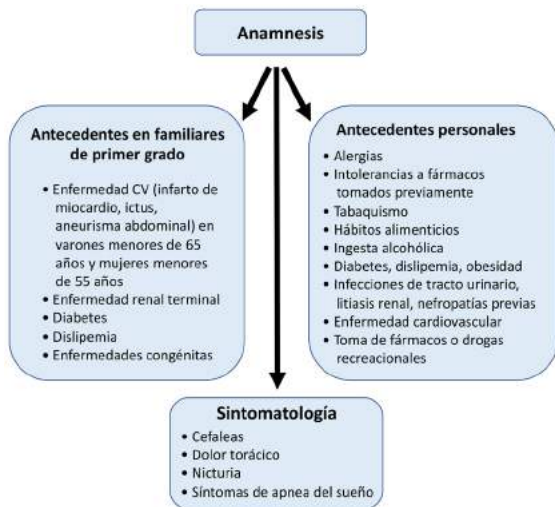 Anamnesis
Antecedentes en familiares
de primer grado
• Enfermedad CV (infarto de
miocardio, ictus,
aneurisma abdominal) en
varones menores de 65
años y mujeres menores
de 55 años
• Enfermedad renal terminal
• Diabetes
• Dislipemia
• Enfermedades congénitas
Antecedentes personales
• Alergias
• Intolerancias a fármacos
tomados previamente
• Tabaquismo
• Hábitos alimenticios
• Ingesta alcohólica
• Diabetes, dislipemia, obesidad
• Infecciones de tracto urinario,
litiasis renal, nefropatías previas
• Enfermedad cardiovascular
• Toma de fármacos o drogas
recreacionales
Sintomatología
• Cefaleas
• Dolor torácico
• Nicturia
• Síntomas de apnea del sueño